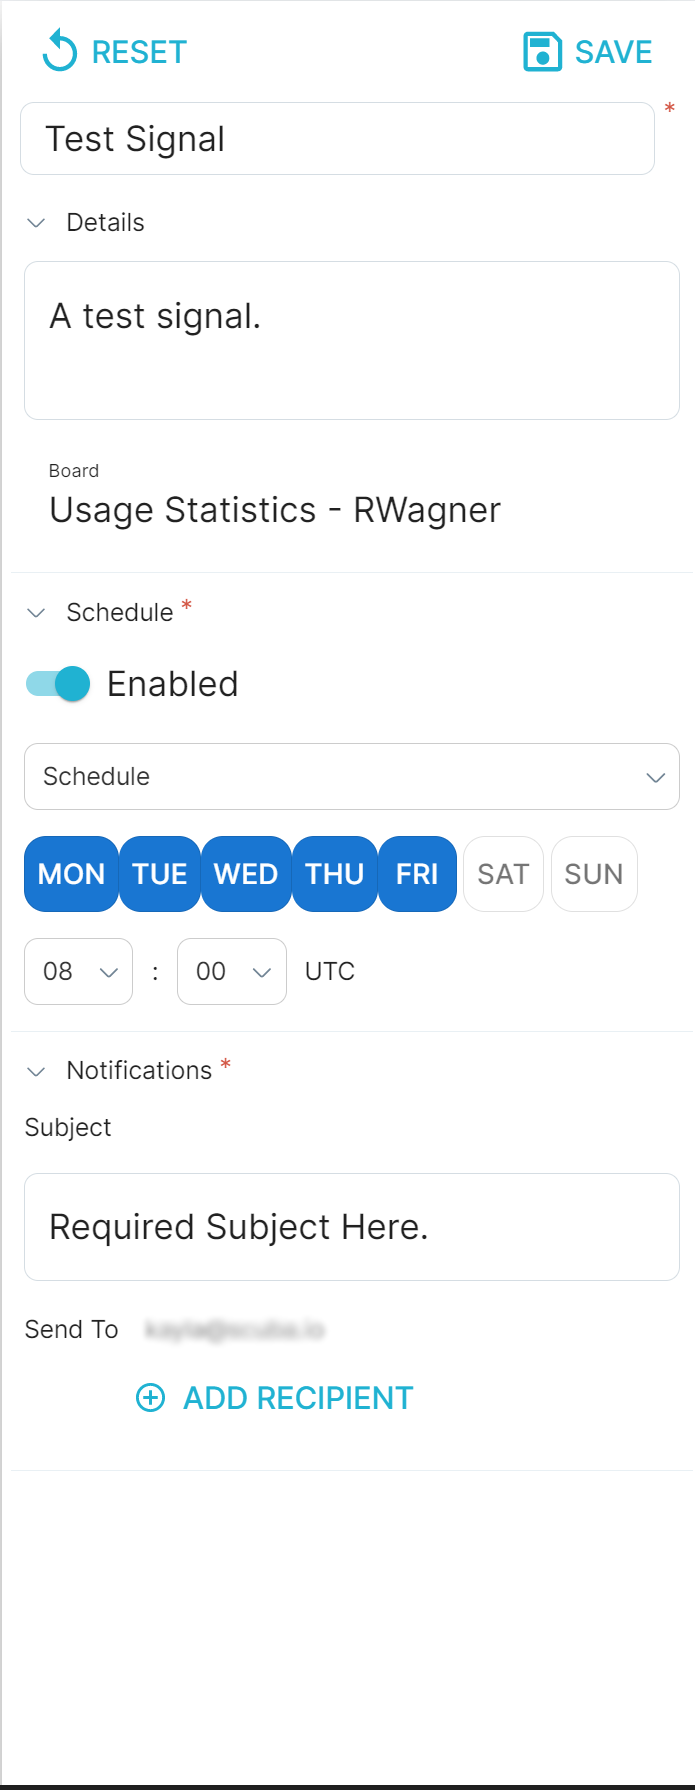 RESET SAVE
Test Signal *
Details
A test signal.
Board
Usage Statistics - RWagner
Schedule *
Enabled
Schedule
MON TUE WED THU FRI SAT SUN
08 : 00 UTC
Notifications *
Subject
Required Subject Here.
Send To
ADD RECIPIENT